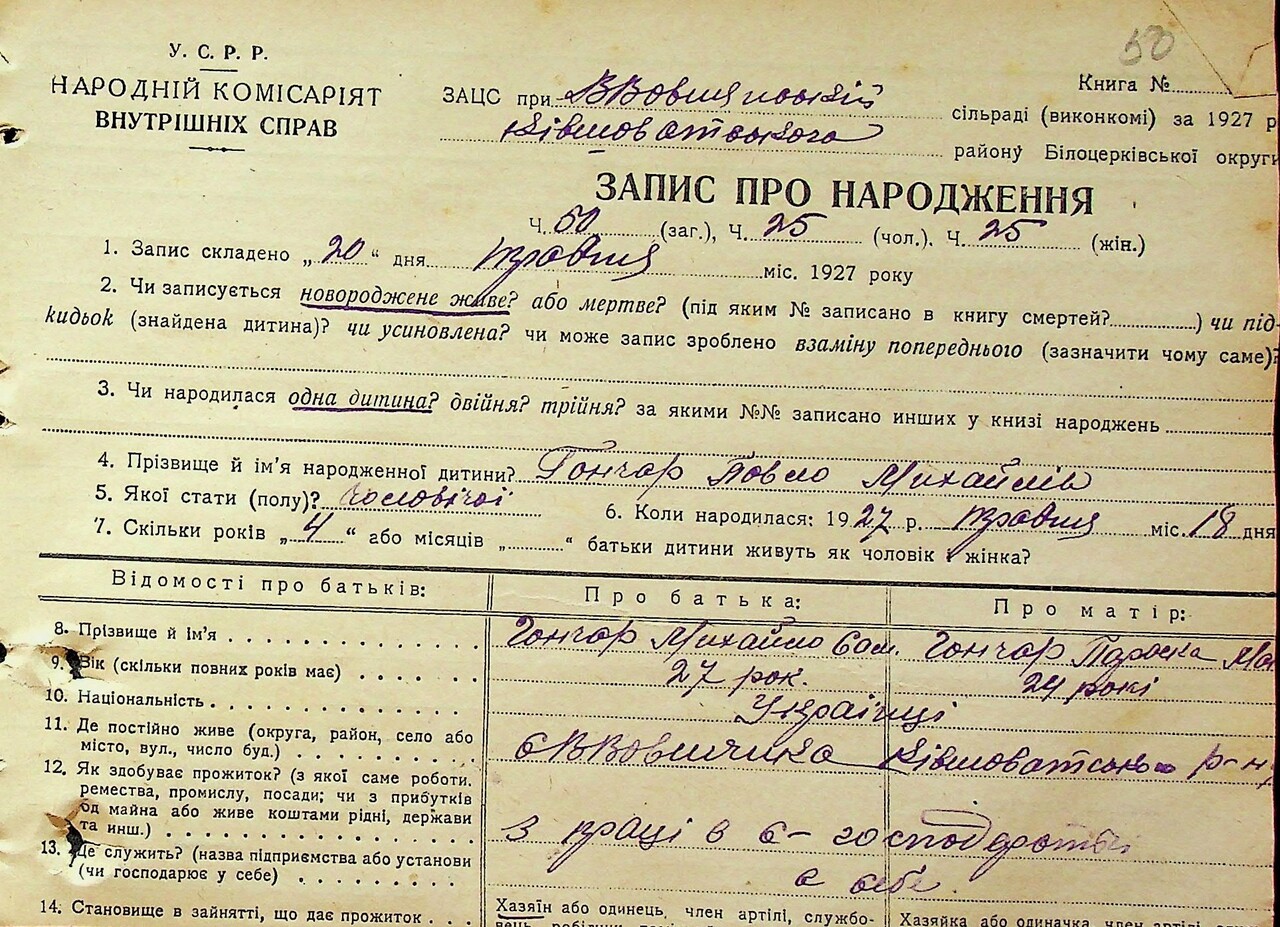 50
У. С. Р. Р.
НАРОДНІЙ КОМІСАРІЯТ
ВНУТРІШНІХ СПРАВ
Книга №
ЗАЦС при
сільраді (виконкомі) за 1927 р
району Білоцерківської округи
ЗАПИС ПРО НАРОДЖЕННЯ
Ч. 50 (заг.), Ч. 25 (чол.). Ч. 25 (жін.)
1. Запис складено „20“ дня травня міс. 1927 року
2. Чи записується новороджене живе? або мертве? (під яким № записано в книгу смертей?) чи під-
кидьок (знайдена дитина)? чи усиновлена? чи може запис зроблено взаміну попереднього (зазначити чому саме)?
3. Чи народилася одна дитина? двійня? трійня? за якими №№ записано инших у книзі народжень
4. Прізвище й ім’я народженної дитини? Гончар Павло Михайлів
5. Якої стати (полу)? чоловічої 6. Коли народилася: 1927 р. травня міс. 18 дня
7. Скільки років „4“ або місяців „“ батьки дитини живуть як чоловік і жінка?
Відомості про батьків: Про батька: Про матір:
8. Прізвище й ім’я Гончар Михайло Сам. Гончар Параска
9. Вік (скільки повних років має) 27 рок. 24 рокі
10. Національність Українці
11. Де постійно живе (округа, район, село або
місто, вул., число буд.)
12. Як здобуває прожиток? (з якої саме роботи.
ремества, промислу, посади; чи з прибутків
од майна або живе коштами рідні, держави
та инш.) з праці в с-господарстві
13. Де служить? (назва підприємства або установи
(чи господарює у себе) в себе
14. Становище в зайнятті, що дає прожиток
Хазяїн або одинець, член артілі, службо-
Хазяйка або одиначка, член артілі,